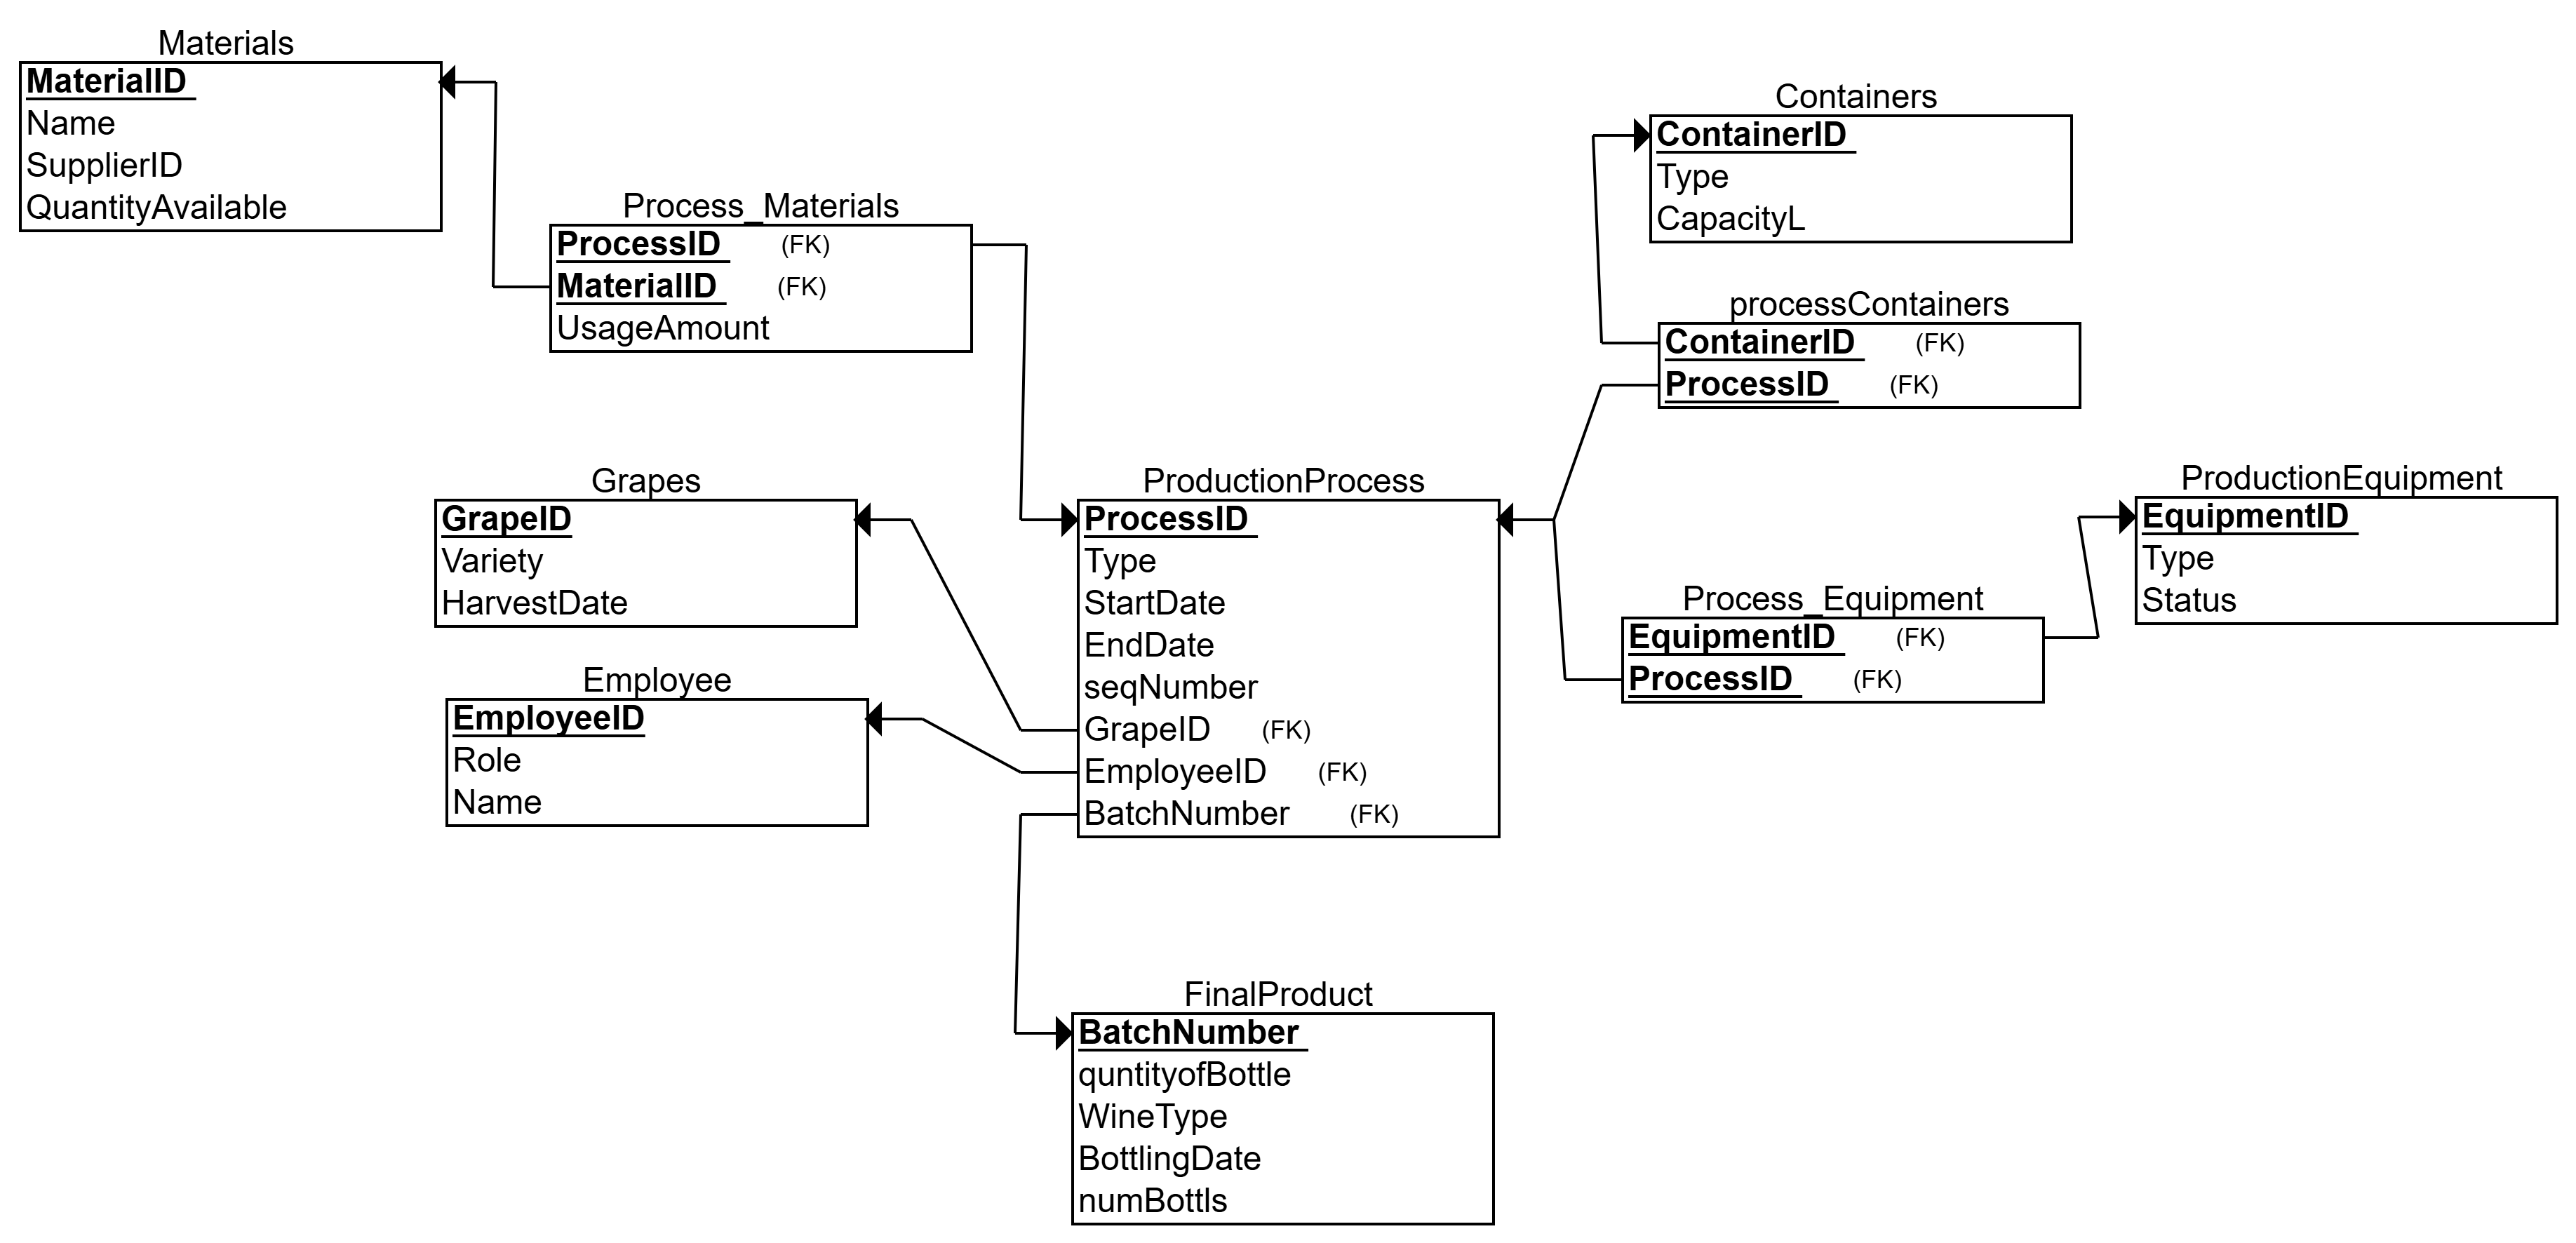 Materials
MaterialID
Name
SupplierID
QuantityAvailable
Process_Materials
ProcessID (FK)
MaterialID (FK)
UsageAmount
Containers
ContainerID
Type
CapacityL
processContainers
ContainerID (FK)
ProcessID (FK)
Grapes
GrapeID
Variety
HarvestDate
Employee
EmployeeID
Role
Name
ProductionProcess
ProcessID
Type
StartDate
EndDate
seqNumber
GrapeID (FK)
EmployeeID (FK)
BatchNumber (FK)
ProductionEquipment
EquipmentID
Type
Status
Process_Equipment
EquipmentID (FK)
ProcessID (FK)
FinalProduct
BatchNumber
quntityofBottle
WineType
BottlingDate
numBottls